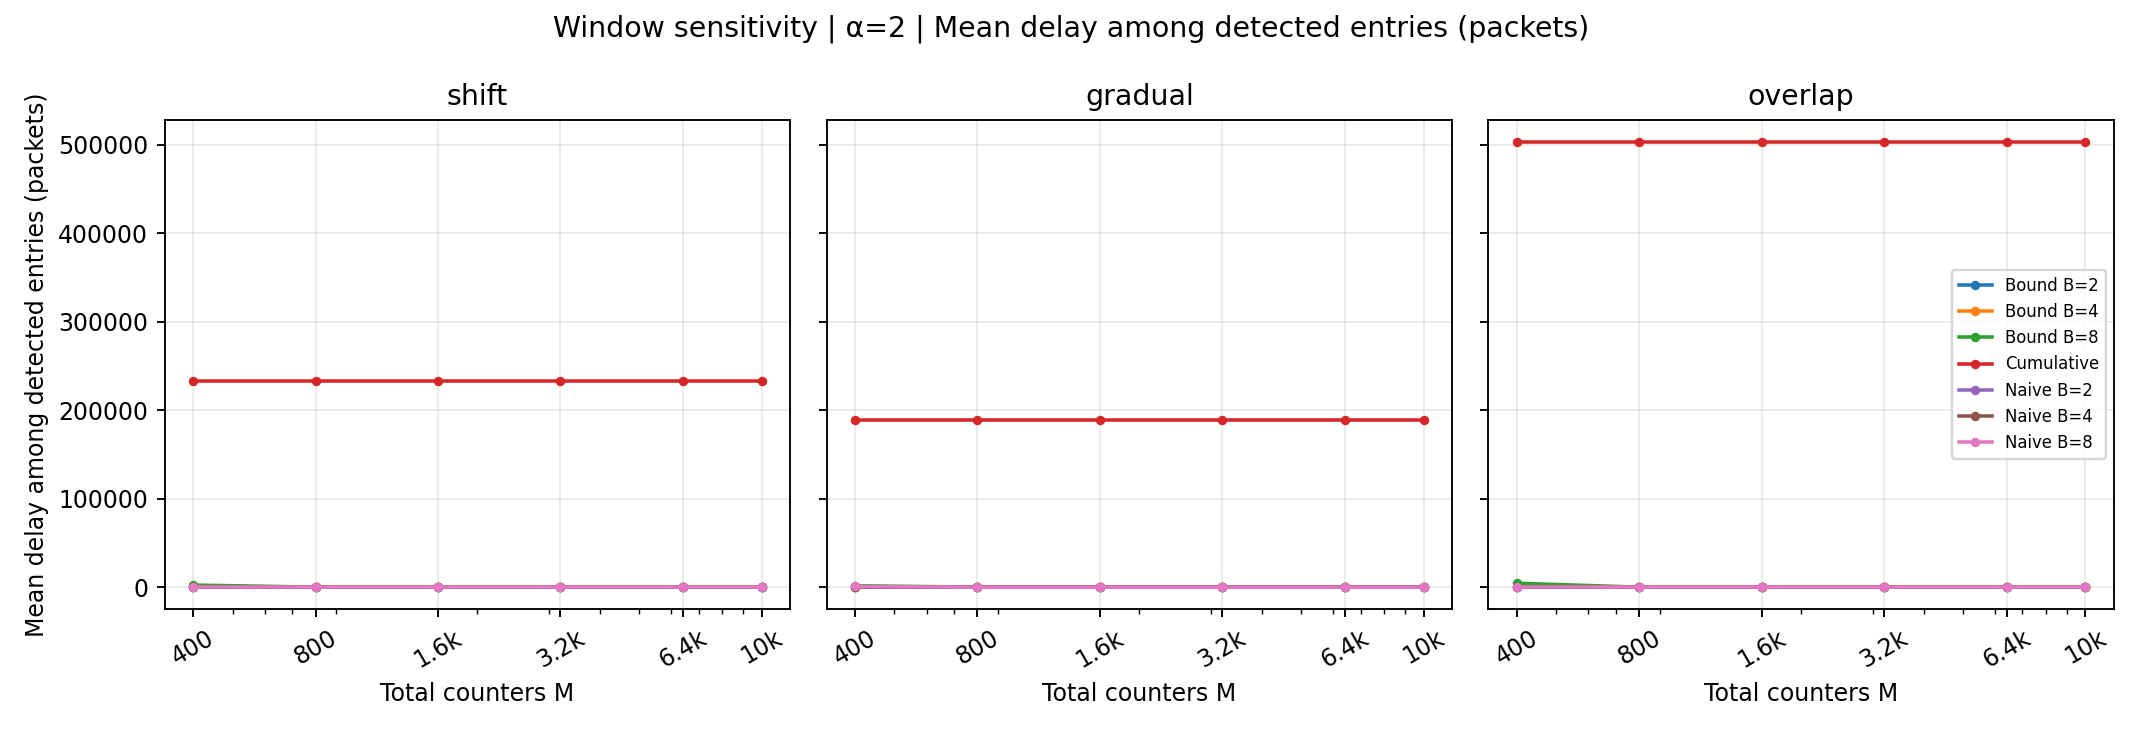 Window sensitivity | α=2 | Mean delay among detected entries (packets)
shift
gradual
overlap
Mean delay among detected entries (packets)
500000
400000
300000
200000
100000
0
Bound B=2
Bound B=4
Bound B=8
Cumulative
Naive B=2
Naive B=4
Naive B=8
400 800 1.6k 3.2k 6.4k 10k
400 800 1.6k 3.2k 6.4k 10k
400 800 1.6k 3.2k 6.4k 10k
Total counters M
Total counters M
Total counters M